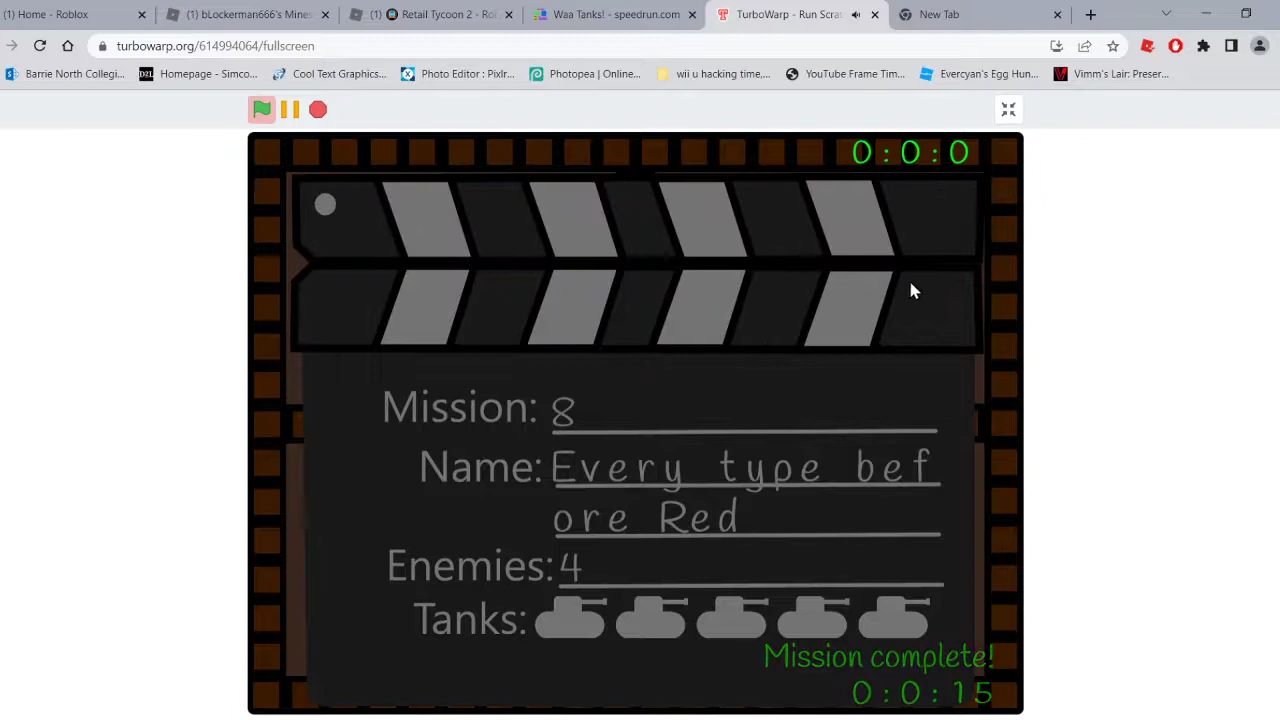 (1) Home - Roblox
(1) bLockerman666's Mines
(1) Retail Tycoon 2 - Ro
Waa Tanks! - speedrun.com
TurboWarp - Run Scra
New Tab
turbowarp.org/614994064/fullscreen
Barrie North Collegi...
D2L
Homepage - Simco...
Cool Text Graphics...
Photo Editor : Pixlr...
Photopea | Online...
wii u hacking time,...
YouTube Frame Tim...
Evercyan's Egg Hun...
Vimm's Lair: Preser...
0:0:0
Mission: 8
Name: Every type bef
ore Red
Enemies: 4
Tanks:
Mission complete!
0:0:15